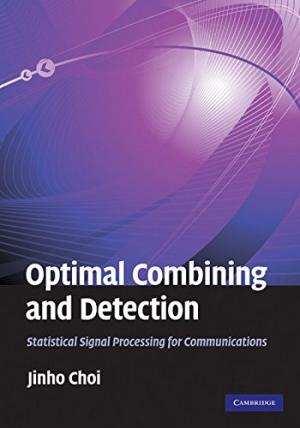 Optimal Combining
and Detection
Statistical Signal Processing for Communications
Jinho Choi
CAMBRIDGE